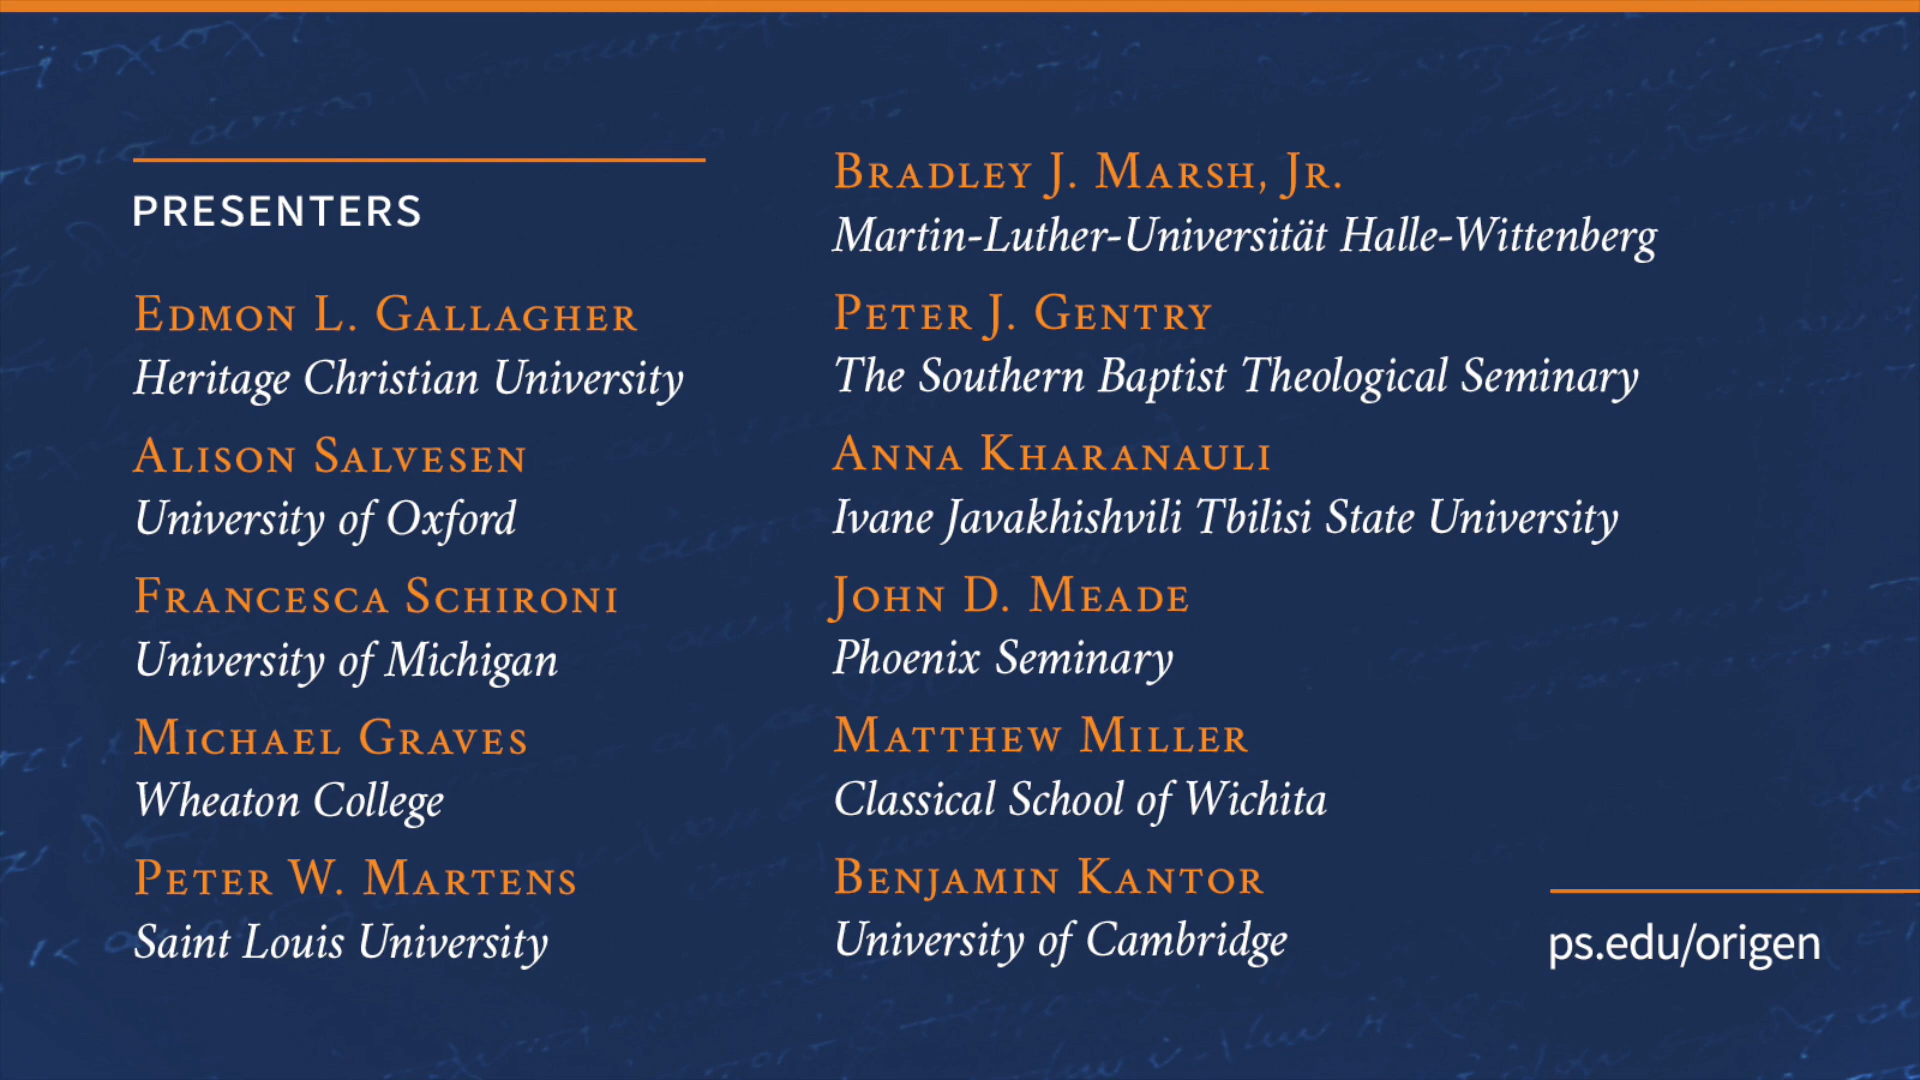 PRESENTERS
EDMON L. GALLAGHER
Heritage Christian University
ALISON SALVESEN
University of Oxford
FRANCESCA SCHIRONI
University of Michigan
MICHAEL GRAVES
Wheaton College
PETER W. MARTENS
Saint Louis University
BRADLEY J. MARSH, JR.
Martin-Luther-Universität Halle-Wittenberg
PETER J. GENTRY
The Southern Baptist Theological Seminary
ANNA KHARANAULI
Ivane Javakhishvili Tbilisi State University
JOHN D. MEADE
Phoenix Seminary
MATTHEW MILLER
Classical School of Wichita
BENJAMIN KANTOR
University of Cambridge
ps.edu/origen